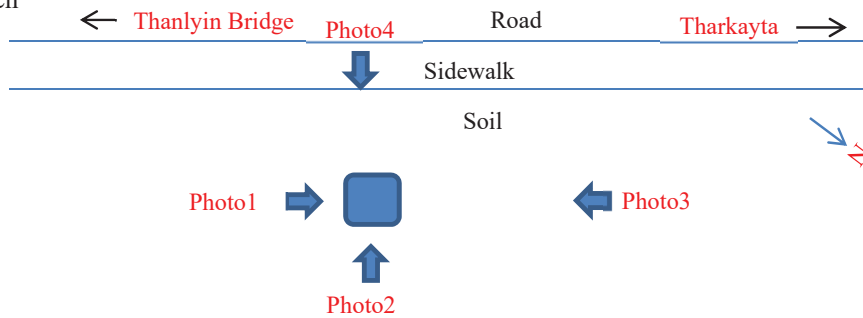 Thanlyin Bridge
Photo4
Road
Tharkayta
Sidewalk
Soil
N
Photo1
Photo3
Photo2